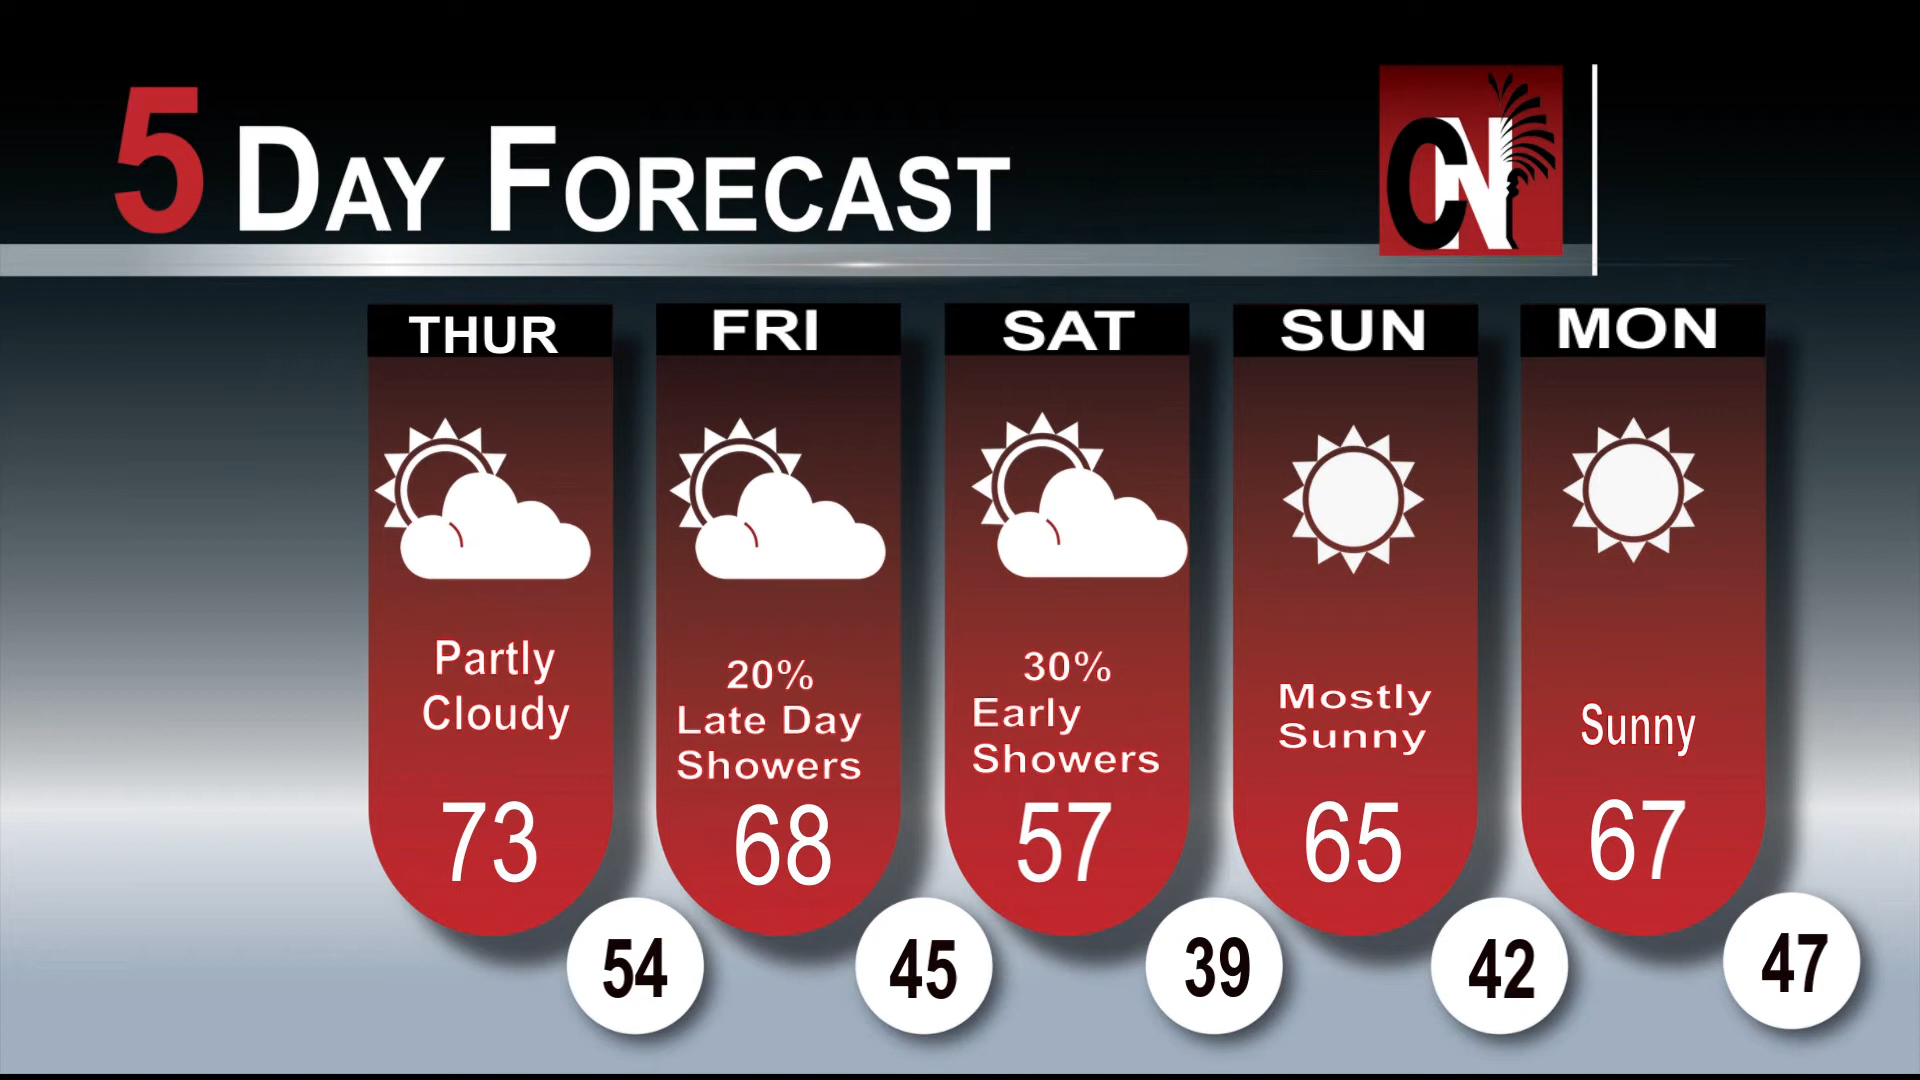 5 DAY FORECAST
CN
THUR
Partly
Cloudy
73
54
FRI
20%
Late Day
Showers
68
45
SAT
30%
Early
Showers
57
39
SUN
Mostly
Sunny
65
42
MON
Sunny
67
47